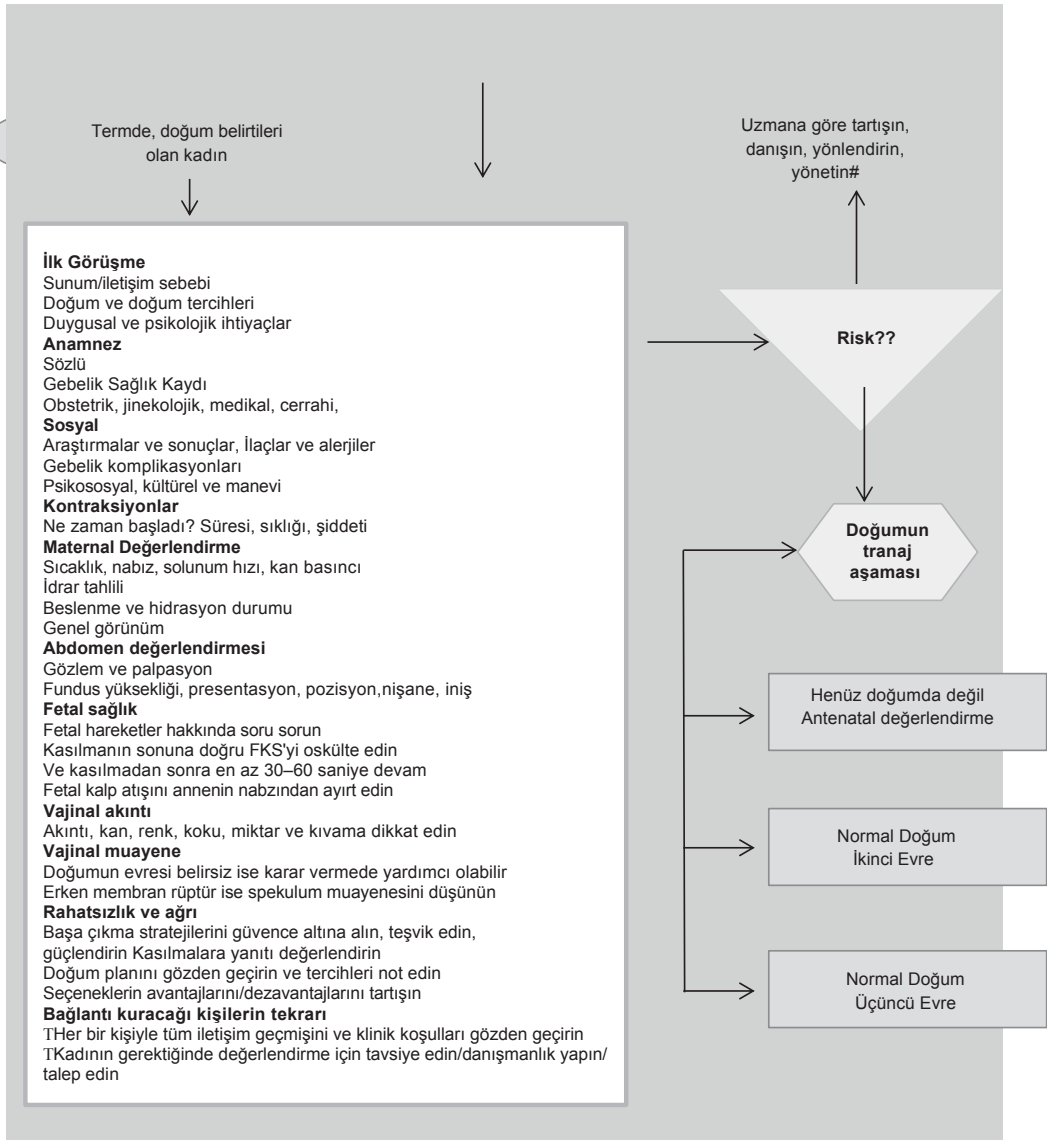 Termde, doğum belirtileri
olan kadın
Uzmana göre tartışın,
danışın, yönlendirin,
yönetin#
İlk Görüşme
Sunum/iletişim sebebi
Doğum ve doğum tercihleri
Duygusal ve psikolojik ihtiyaçlar
Anamnez
Sözlü
Gebelik Sağlık Kaydı
Obstetrik, jinekolojik, medikal, cerrahi,
Sosyal
Araştırmalar ve sonuçlar, İlaçlar ve alerjiler
Gebelik komplikasyonları
Psikososyal, kültürel ve manevi
Kontraksiyonlar
Ne zaman başladı? Süresi, sıklığı, şiddeti
Maternal Değerlendirme
Sıcaklık, nabız, solunum hızı, kan basıncı
İdrar tahlili
Beslenme ve hidrasyon durumu
Genel görünüm
Abdomen değerlendirmesi
Gözlem ve palpasyon
Fundus yüksekliği, presentasyon, pozisyon,nişane, iniş
Fetal sağlık
Fetal hareketler hakkında soru sorun
Kasılmanın sonuna doğru FKS'yi oskülte edin
Ve kasılmadan sonra en az 30–60 saniye devam
Fetal kalp atışını annenin nabzından ayırt edin
Vajinal akıntı
Akıntı, kan, renk, koku, miktar ve kıvama dikkat edin
Vajinal muayene
Doğumun evresi belirsiz ise karar vermede yardımcı olabilir
Erken membran rüptür ise spekulum muayenesini düşünün
Rahatsızlık ve ağrı
Başa çıkma stratejilerini güvence altına alın, teşvik edin,
güçlendirin Kasılmalara yanıtı değerlendirin
Doğum planını gözden geçirin ve tercihleri not edin
Seçeneklerin avantajlarını/dezavantajlarını tartışın
Bağlantı kuracağı kişilerin tekrarı
THer bir kişiyle tüm iletişim geçmişini ve klinik koşulları gözden geçirin
TKadının gerektiğinde değerlendirme için tavsiye edin/danışmanlık yapın/
talep edin
Risk??
Doğumun
tranaj
aşaması
Henüz doğumda değil
Antenatal değerlendirme
Normal Doğum
İkinci Evre
Normal Doğum
Üçüncü Evre